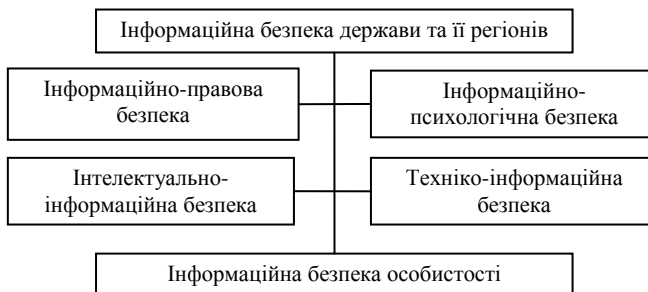 Інформаційна безпека держави та її регіонів
Інформаційно-правова
безпека
Інформаційно-
психологічна безпека
Інтелектуально-
інформаційна безпека
Техніко-інформаційна
безпека
Інформаційна безпека особистості